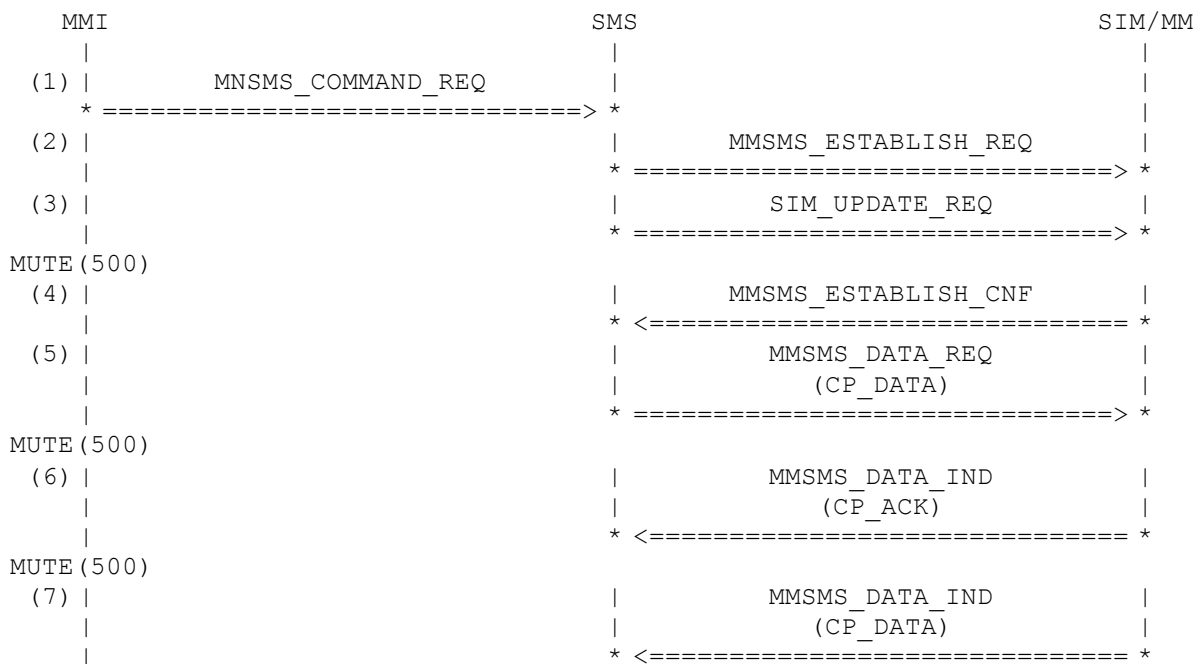 MMI SMS SIM/MM
| | |
(1) | MNSMS_COMMAND_REQ | |
* ==============================> * |
(2) | | MMSMS_ESTABLISH_REQ |
| * ==============================> *
(3) | | SIM_UPDATE_REQ |
| * ==============================> *
MUTE(500)
(4) | | MMSMS_ESTABLISH_CNF |
| * <============================== *
(5) | | MMSMS_DATA_REQ |
| | (CP_DATA) |
| * ==============================> *
MUTE(500)
(6) | | MMSMS_DATA_IND |
| | (CP_ACK) |
| * <============================== *
MUTE(500)
(7) | | MMSMS_DATA_IND |
| | (CP_DATA) |
| * <============================== *